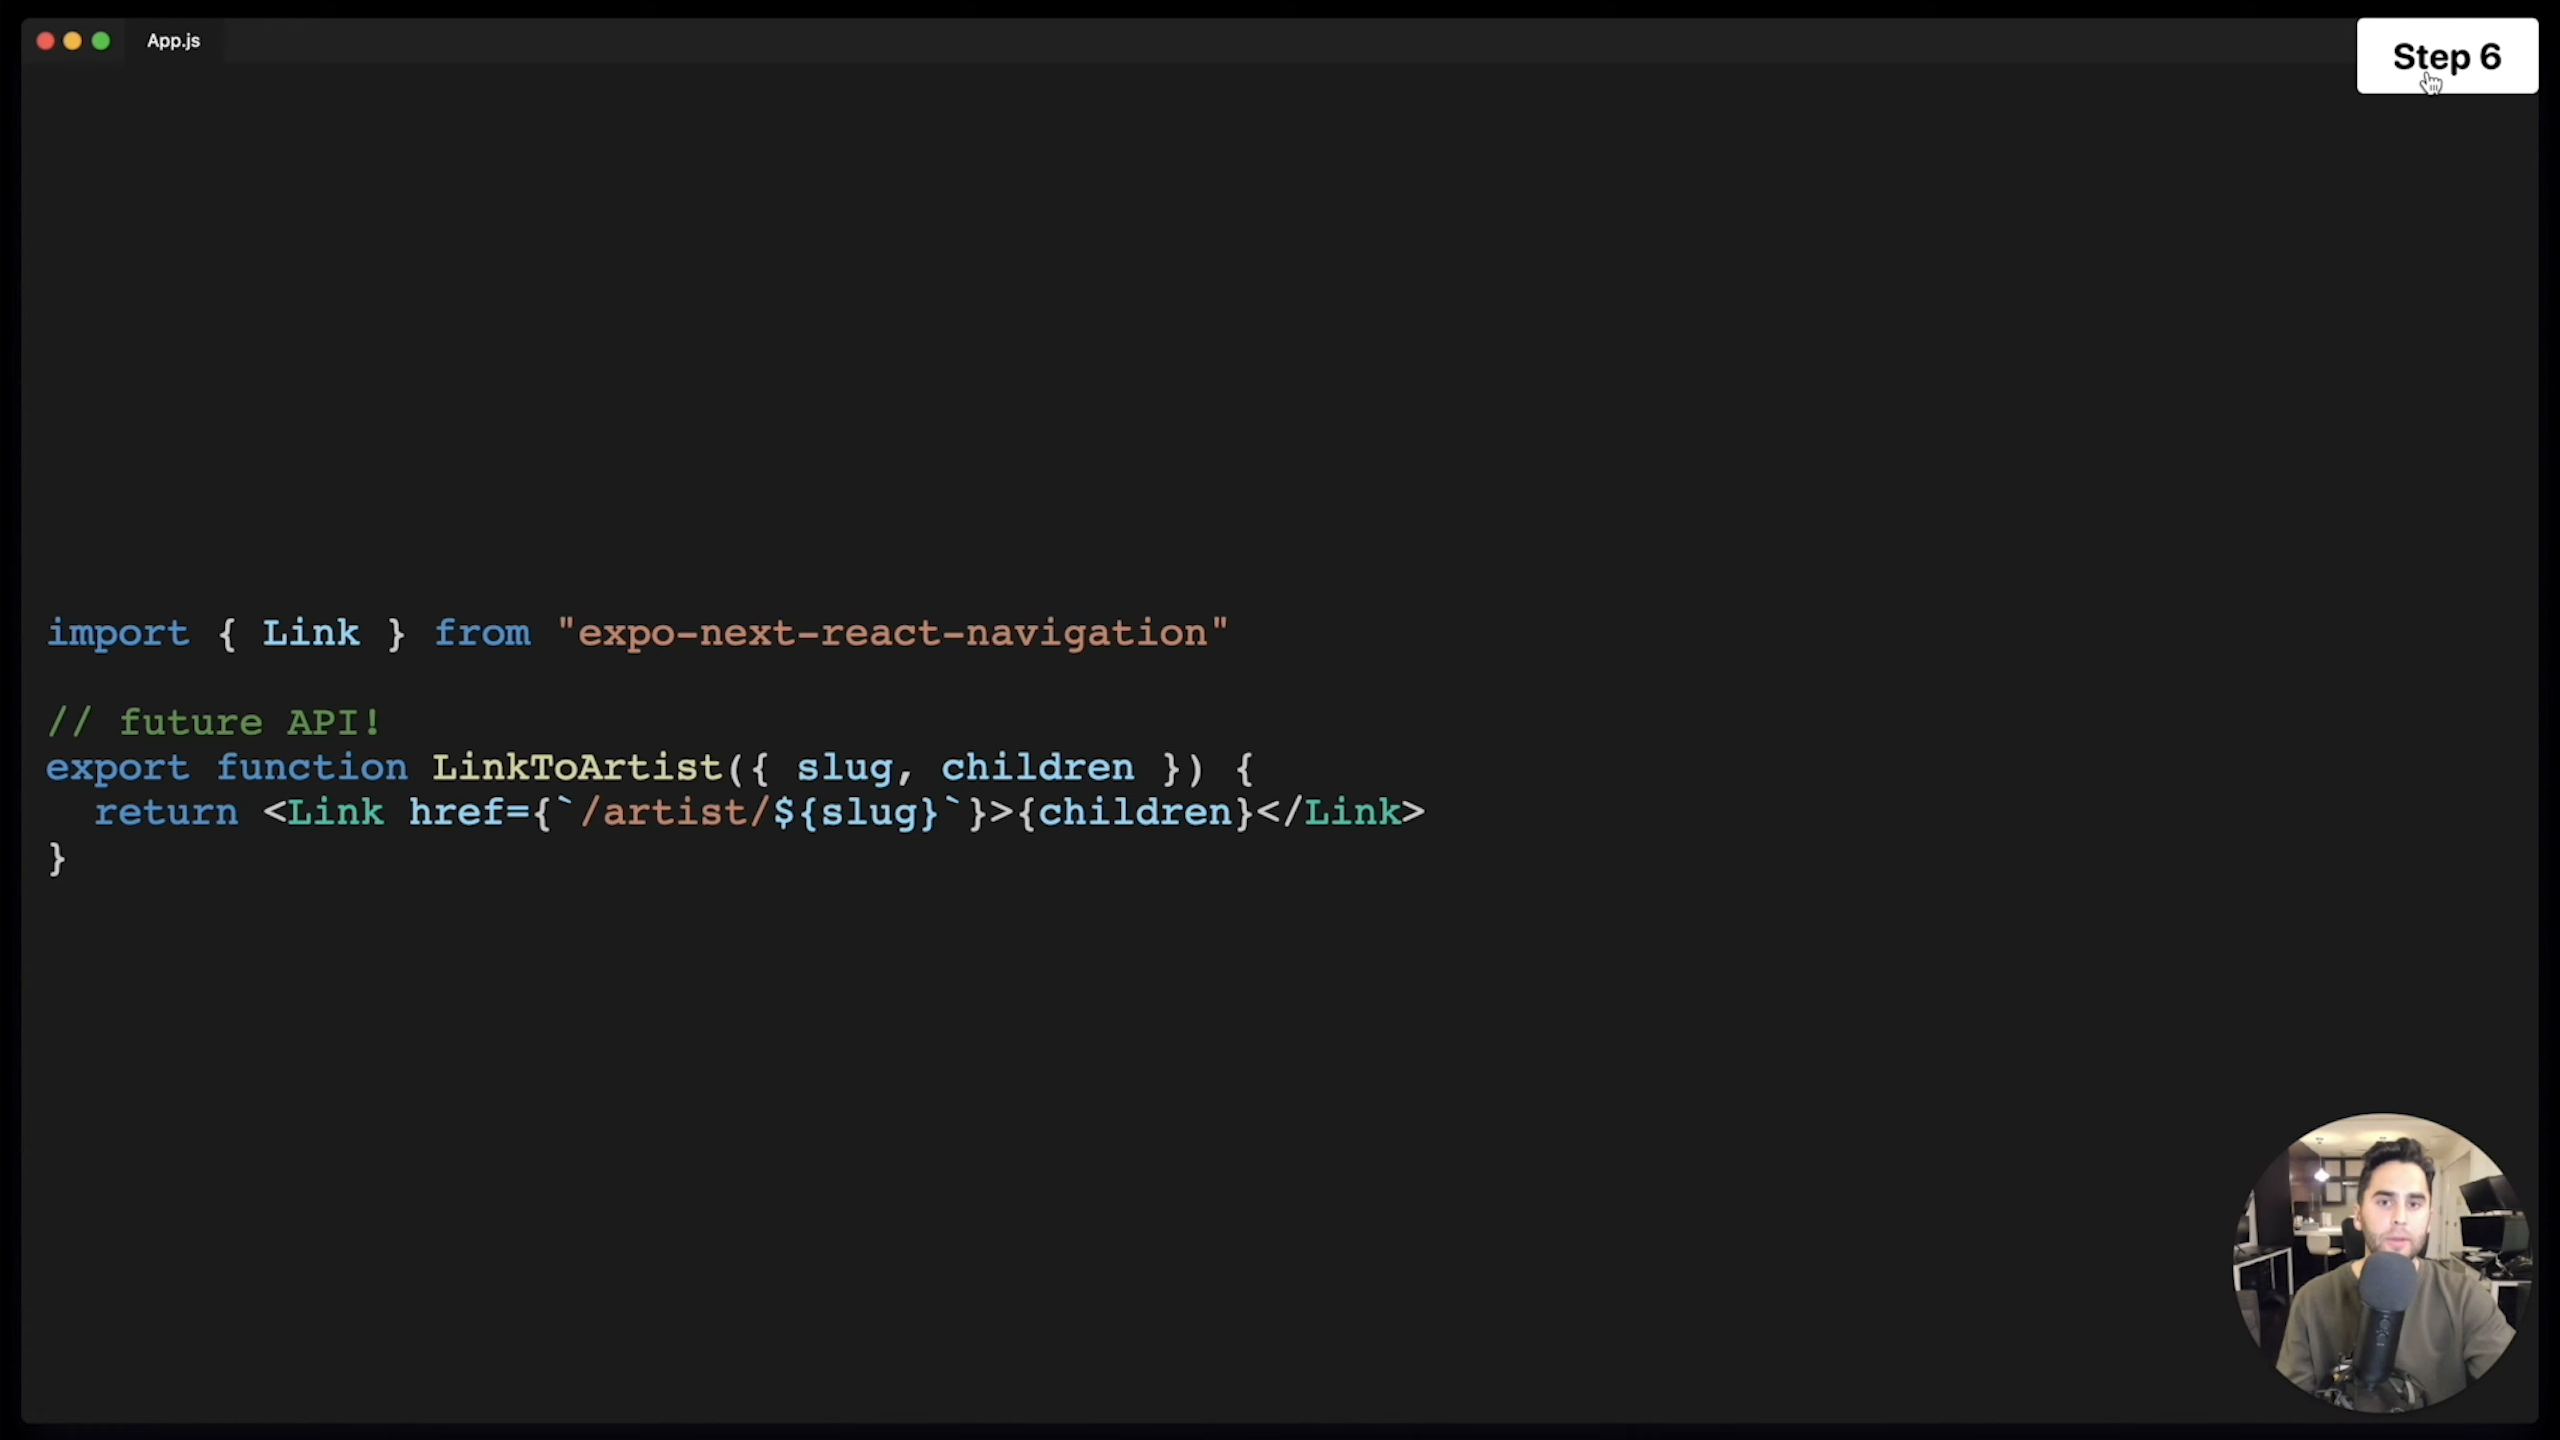 App.js
Step 6
import { Link } from "expo-next-react-navigation"
// future API!
export function LinkToArtist({ slug, children }) {
return <Link href={`/artist/${slug}`}>{children}</Link>
}